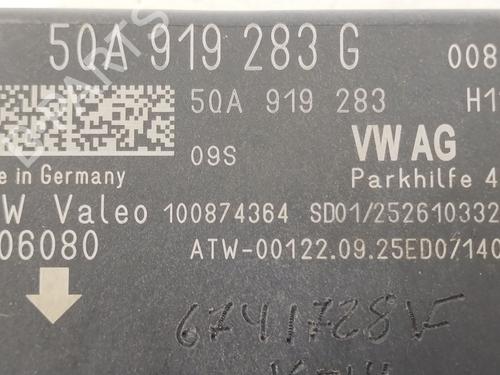 5QA 919 283 G 008
5QA 919 283 H1
09S VW AG
e in Germany Parkhilfe 4
W Valeo 100874364 SD01/252610332
06080 ATW-00122.09.25ED07140
6741728